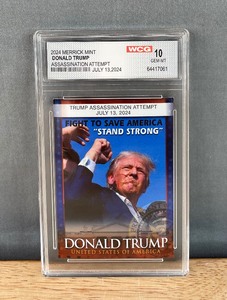 2024 MERRICK MINT
DONALD TRUMP
ASSASSINATION ATTEMPT
JULY 13,2024
WCG
10
GEM-MT
64417061
TRUMP ASSASSINATION ATTEMPT
JULY 13, 2024
FIGHT TO SAVE AMERICA
"STAND STRONG"
DONALD TRUMP
UNITED STATES OF AMERICA